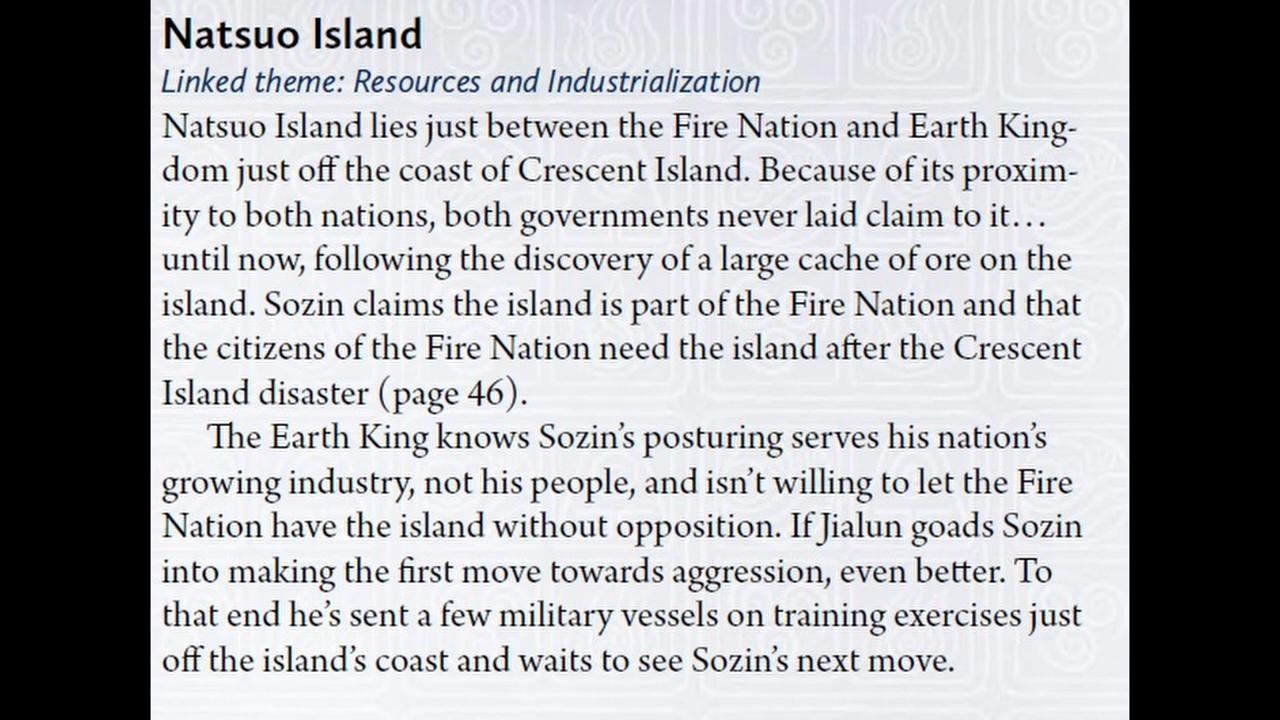 Natsuo Island
Linked theme: Resources and Industrialization
Natsuo Island lies just between the Fire Nation and Earth King-
dom just off the coast of Crescent Island. Because of its proxim-
ity to both nations, both governments never laid claim to it…
until now, following the discovery of a large cache of ore on the
island. Sozin claims the island is part of the Fire Nation and that
the citizens of the Fire Nation need the island after the Crescent
Island disaster (page 46).
The Earth King knows Sozin’s posturing serves his nation’s
growing industry, not his people, and isn’t willing to let the Fire
Nation have the island without opposition. If Jialun goads Sozin
into making the first move towards aggression, even better. To
that end he’s sent a few military vessels on training exercises just
off the island’s coast and waits to see Sozin’s next move.